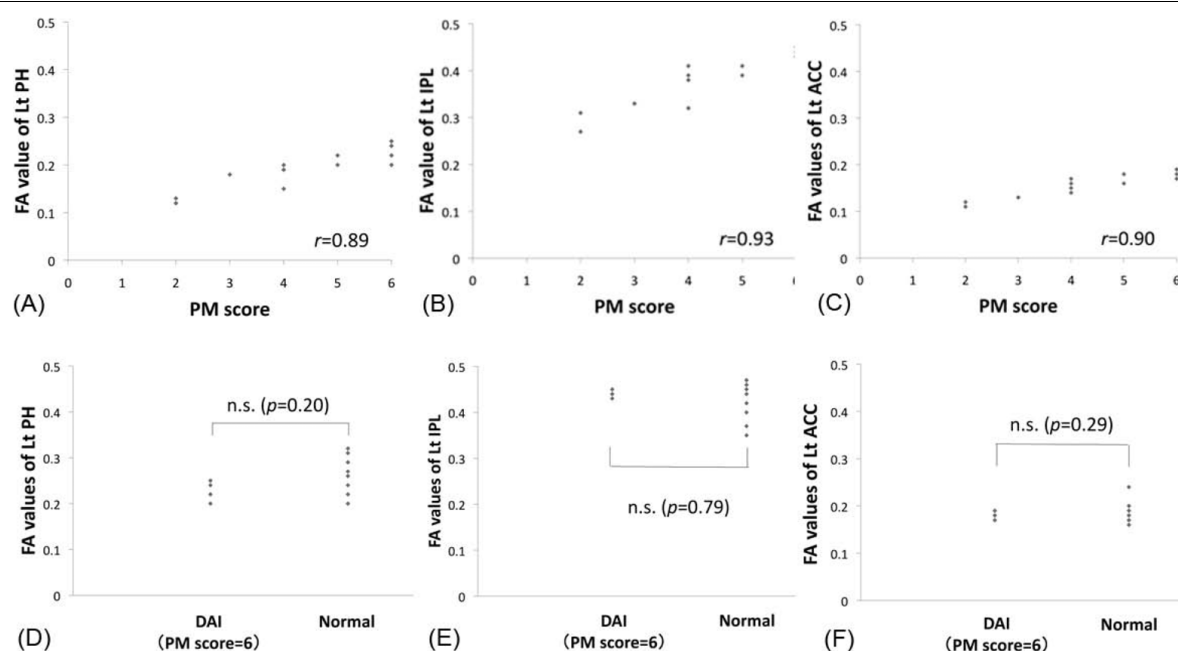 0.5
0.4
0.3
0.2
0.1
0
FA value of Lt PH
r=0.89
0 1 2 3 4 5 6
(A) PM score
0.5
0.4
0.3
0.2
0.1
0
FA value of Lt IPL
r=0.93
0 1 2 3 4 5
(B) PM score
0.5
0.4
0.3
0.2
0.1
0
FA values of Lt ACC
r=0.90
0 1 2 3 4 5 6
(C) PM score
0.5
0.4
0.3
0.2
0.1
0
FA values of Lt PH
n.s. (p=0.20)
DAI Normal
(D) (PM score=6)
0.5
0.4
0.3
0.2
0.1
0
FA values of Lt IPL
n.s. (p=0.79)
DAI Normal
(E) (PM score=6)
0.5
0.4
0.3
0.2
0.1
0
FA values of Lt ACC
n.s. (p=0.29)
DAI Normal
(F) (PM score=6)